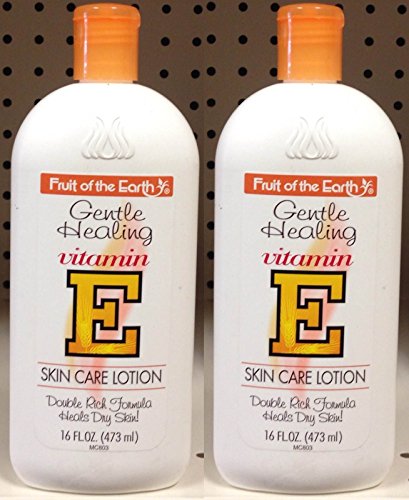 Fruit of the Earth®
Gentle
Healing
vitamin
E
SKIN CARE LOTION
Double Rich Formula
Heals Dry Skin!
16 FL.OZ. (473 ml)
MC803
Fruit of the Earth®
Gentle
Healing
vitamin
E
SKIN CARE LOTION
Double Rich Formula
Heals Dry Skin!
16 FL.OZ. (473 ml)
MC803